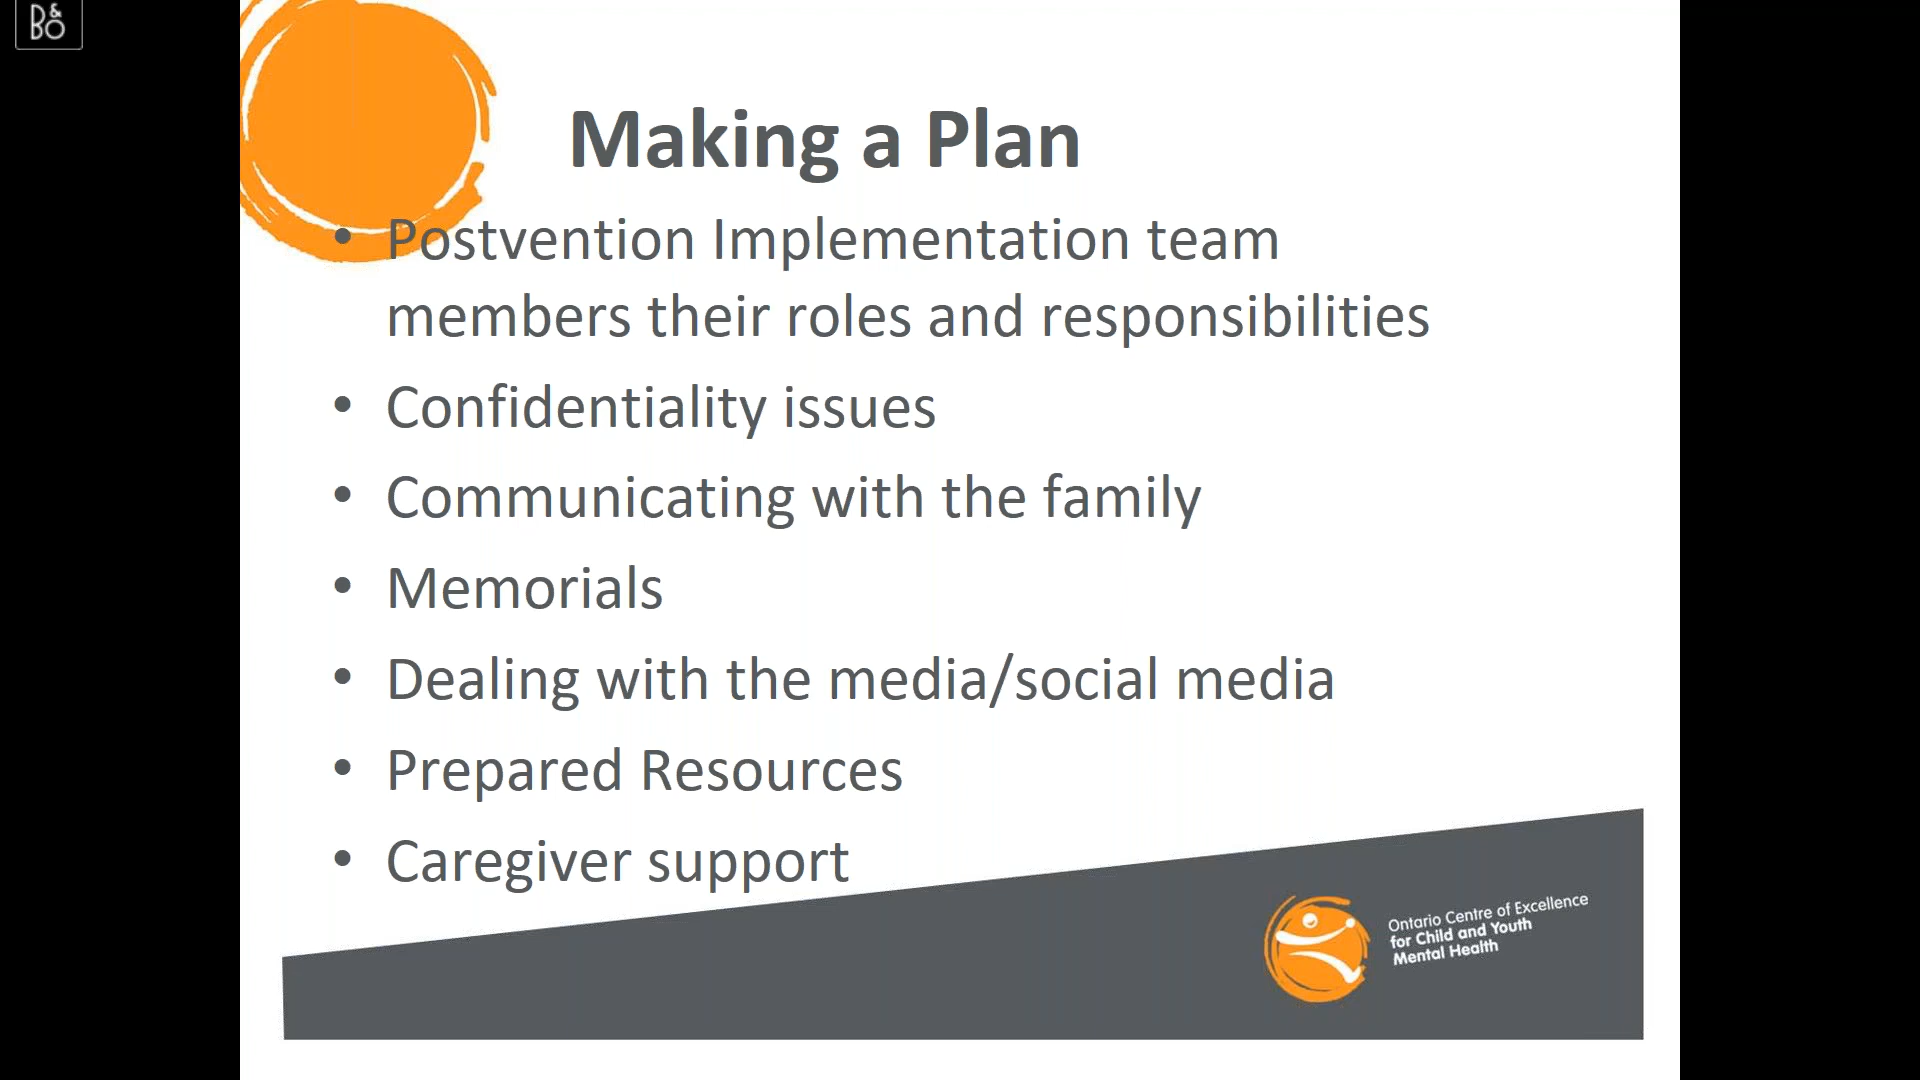 B&O
Making a Plan
• Postvention Implementation team
members their roles and responsibilities
• Confidentiality issues
• Communicating with the family
• Memorials
• Dealing with the media/social media
• Prepared Resources
• Caregiver support
Ontario Centre of Excellence
for Child and Youth
Mental Health